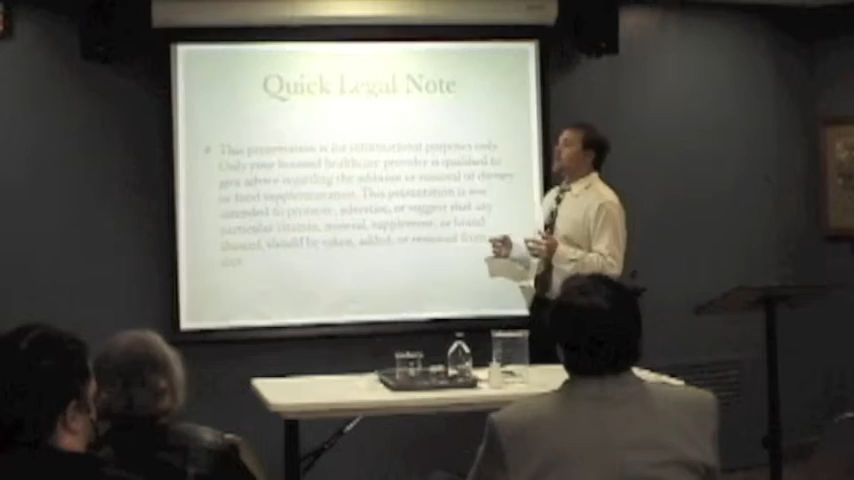 Quick Legal Note
This presentation is for informational purposes only.
Only your licensed healthcare provider is qualified to
give advice regarding the addition or removal of dietary
or food supplementation. This presentation is not
intended to promote, advertise, or suggest that any
particular vitamin, mineral, supplement, or brand
showed, should be taken, added, or removed from